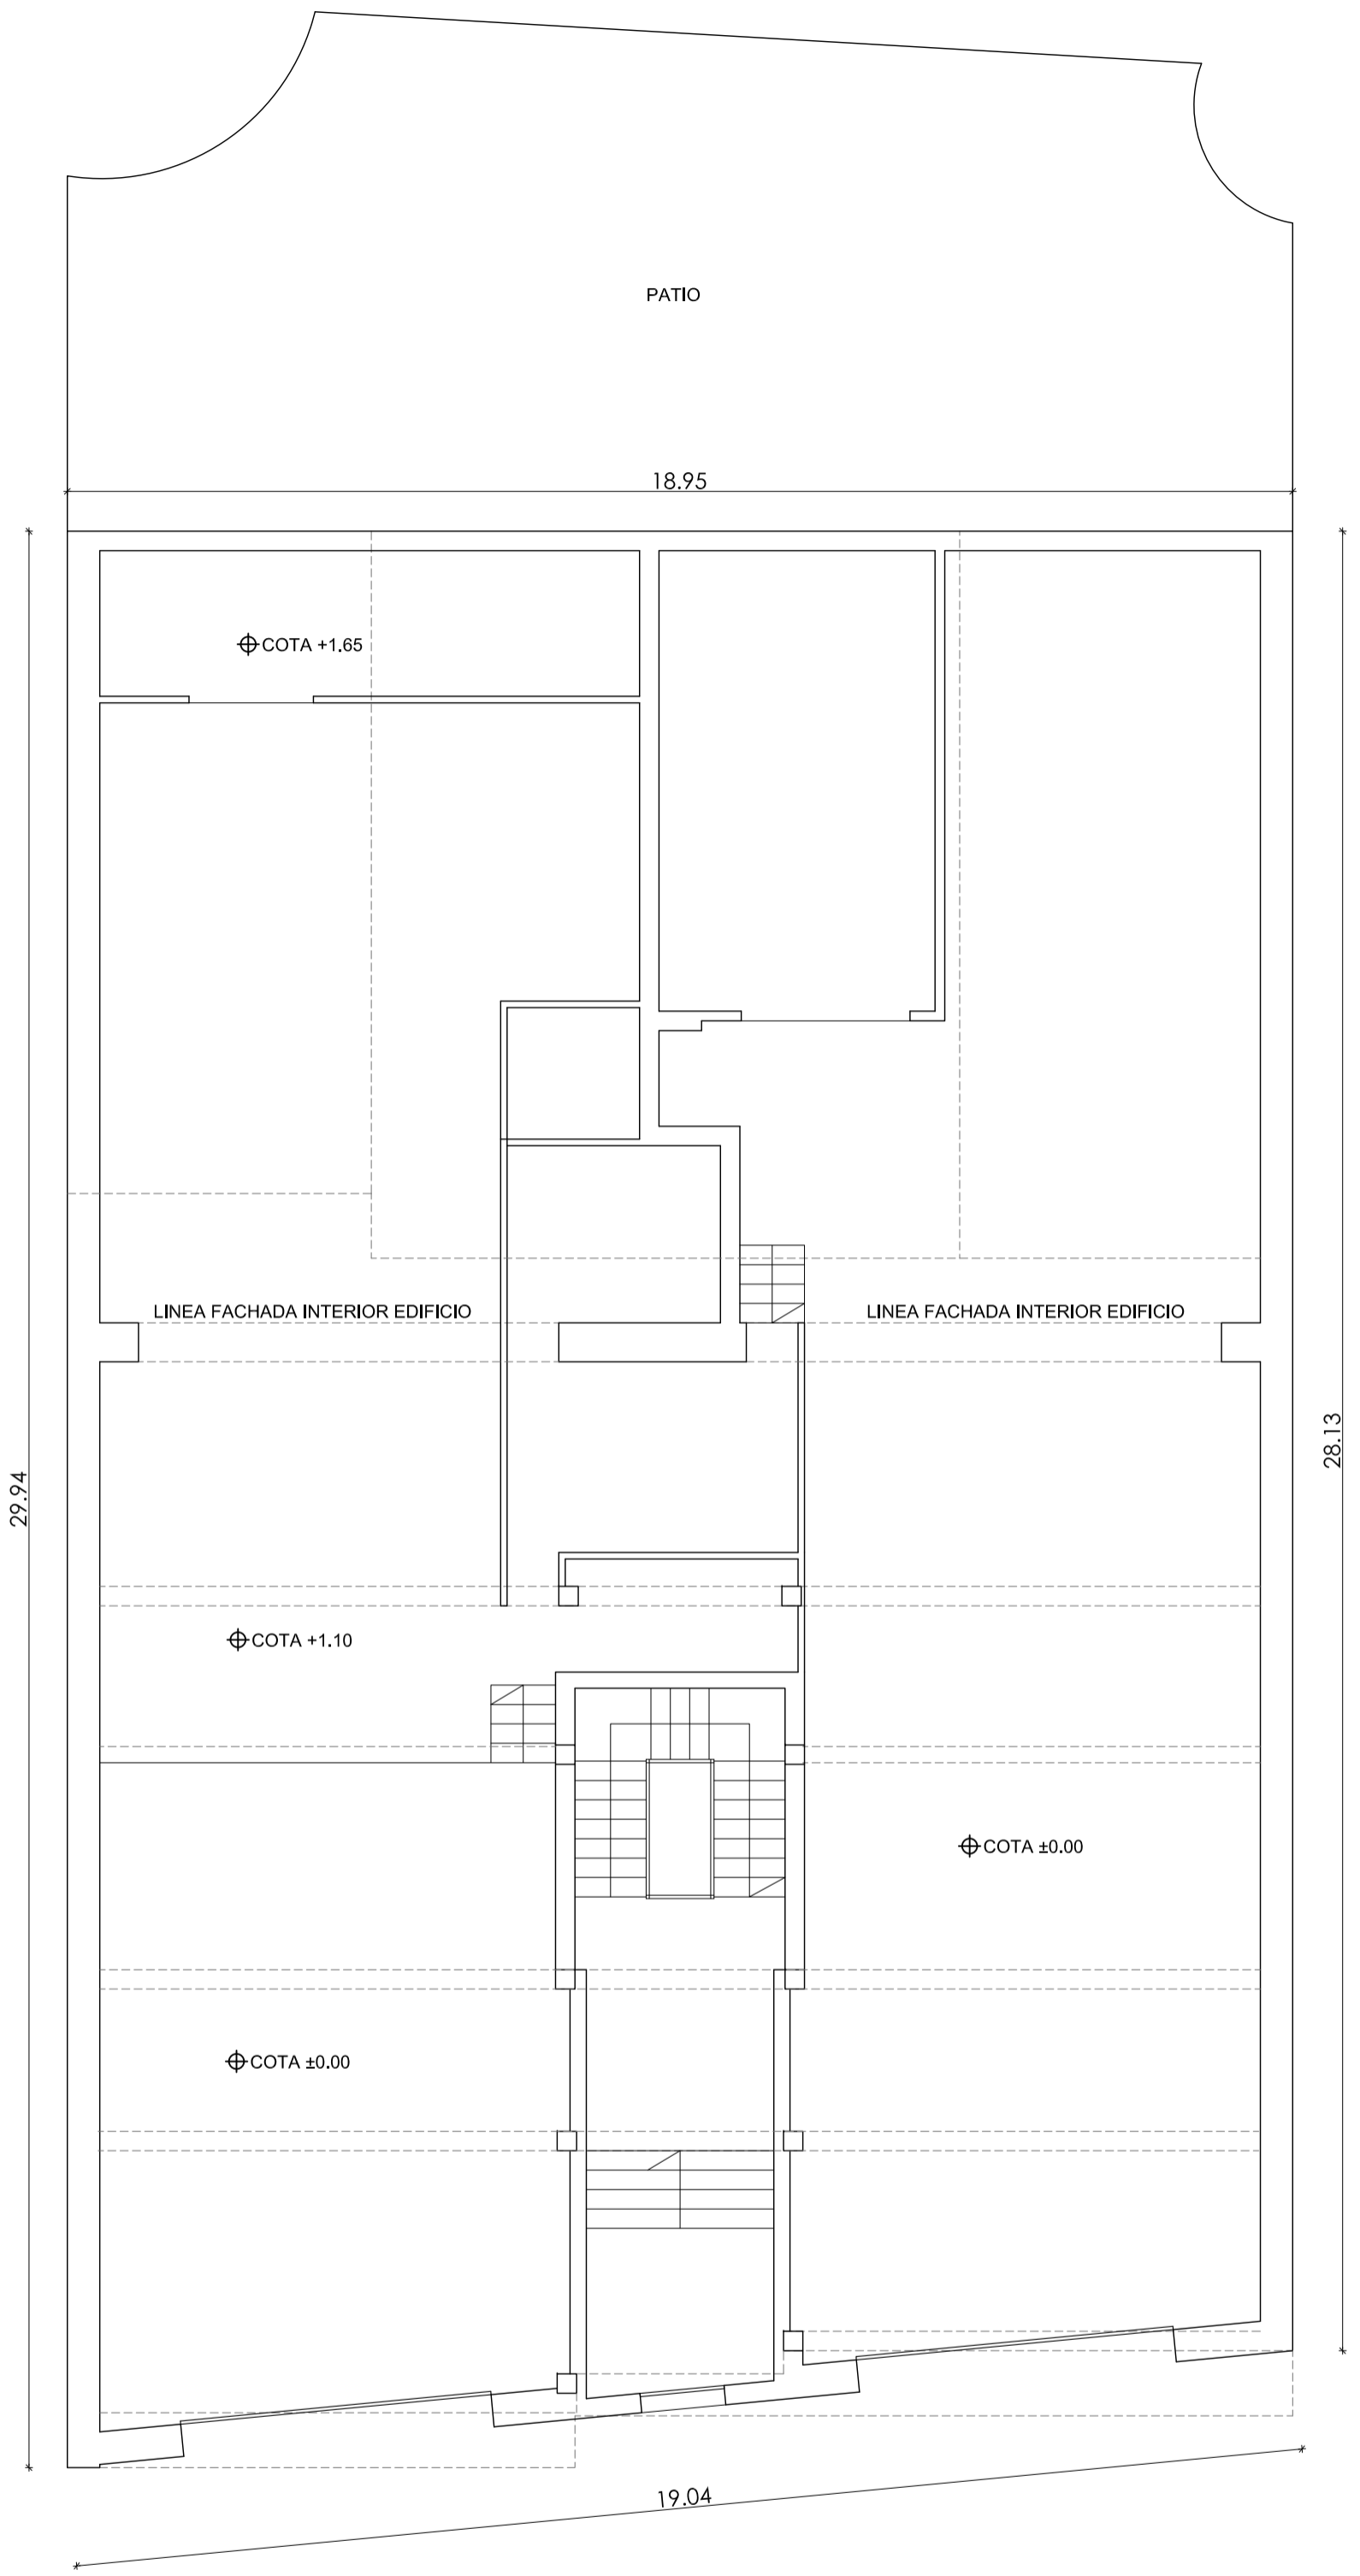 PATIO
18.95
COTA +1.65
LINEA FACHADA INTERIOR EDIFICIO
LINEA FACHADA INTERIOR EDIFICIO
28.13
29.94
COTA +1.10
COTA ±0.00
COTA ±0.00
19.04